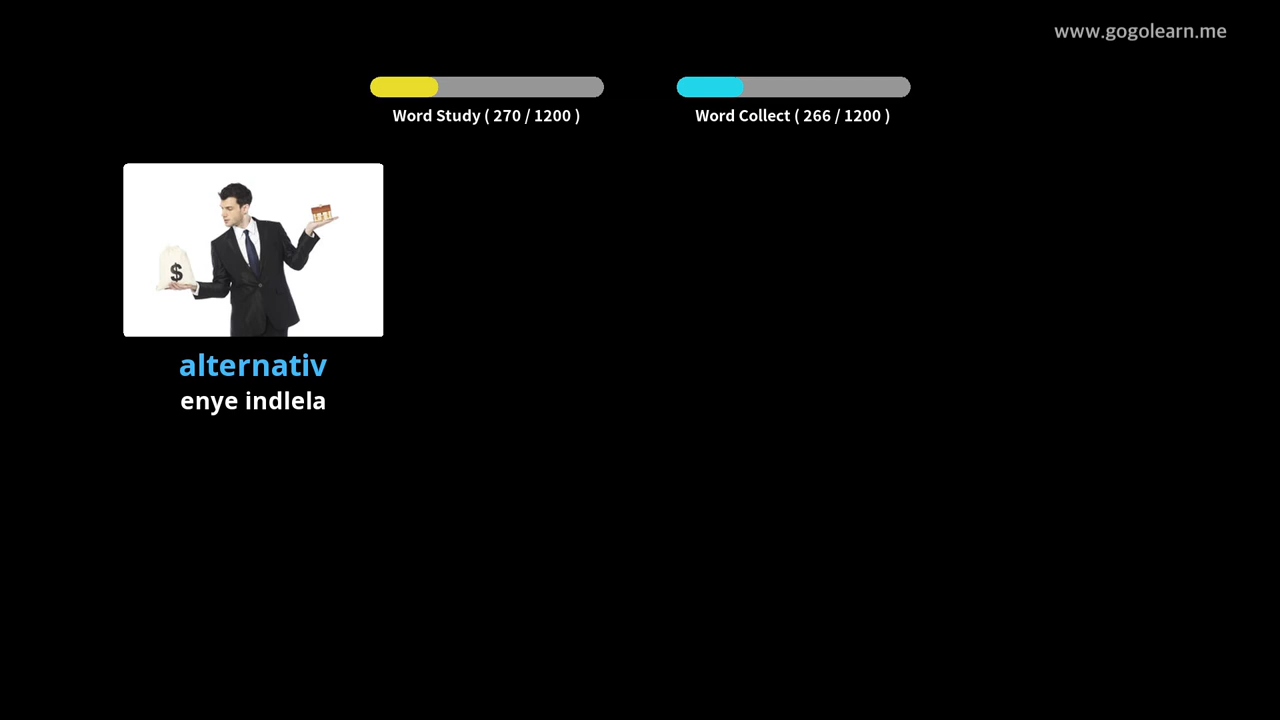 www.gogolearn.me
Word Study ( 270 / 1200 )
Word Collect ( 266 / 1200 )
$
alternativ
enye indlela